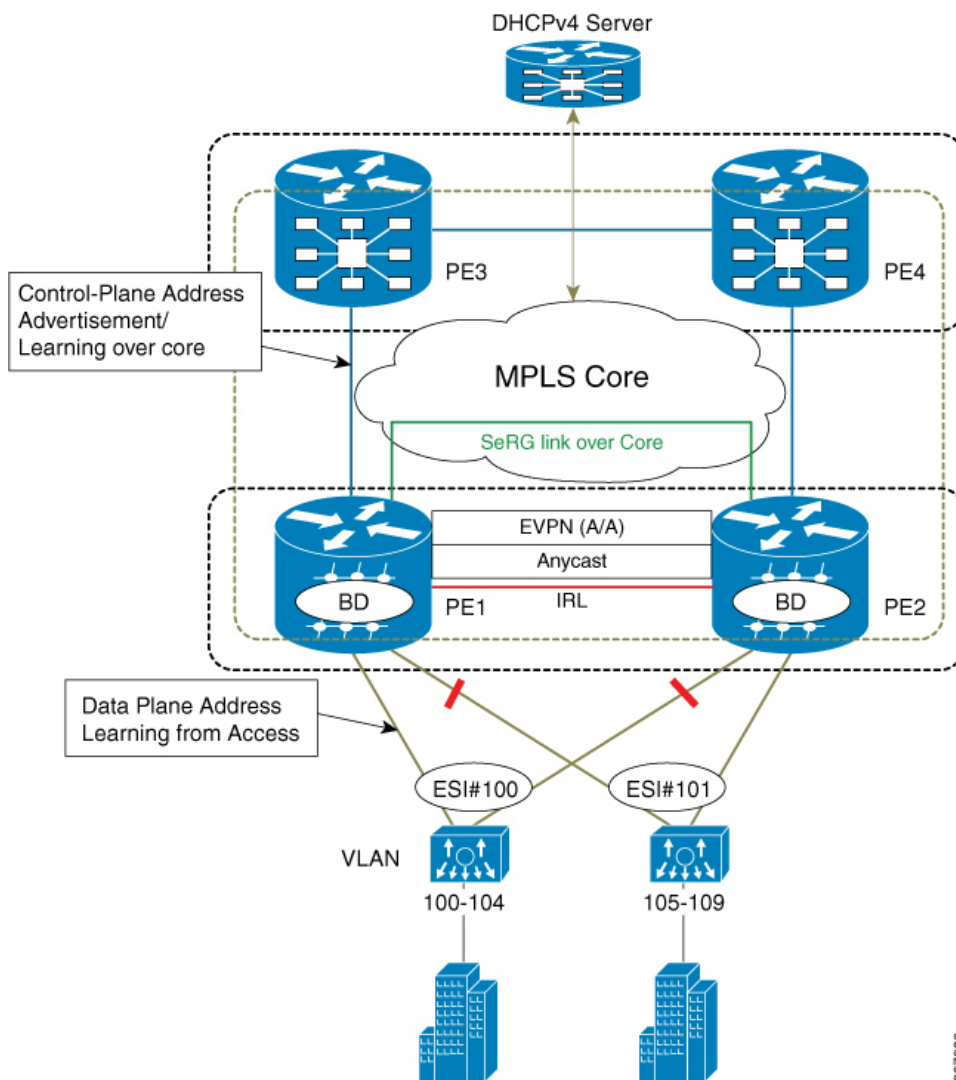 DHCPv4 Server
PE3
PE4
Control-Plane Address
Advertisement/
Learning over core
MPLS Core
SeRG link over Core
EVPN (A/A)
Anycast
IRL
BD
PE1
BD
PE2
Data Plane Address
Learning from Access
ESI#100
ESI#101
VLAN
100-104
105-109